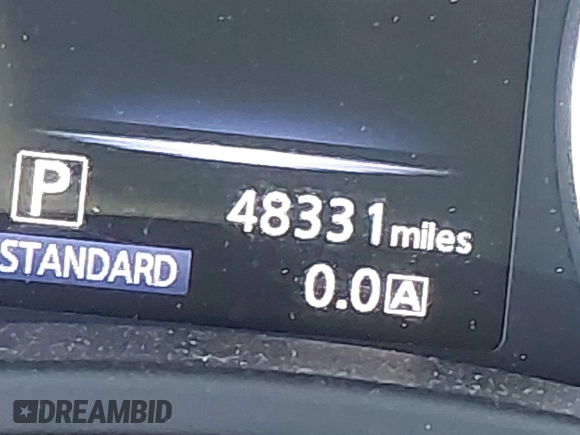 P 48331 miles
STANDARD 0.0 A
DREAMBID